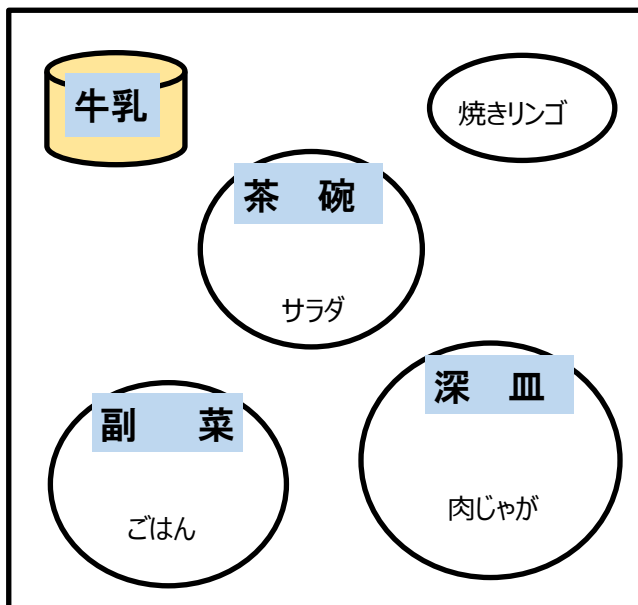 牛乳
焼きリンゴ
茶　碗
サラダ
副　　菜
ごはん
深　皿
肉じゃが